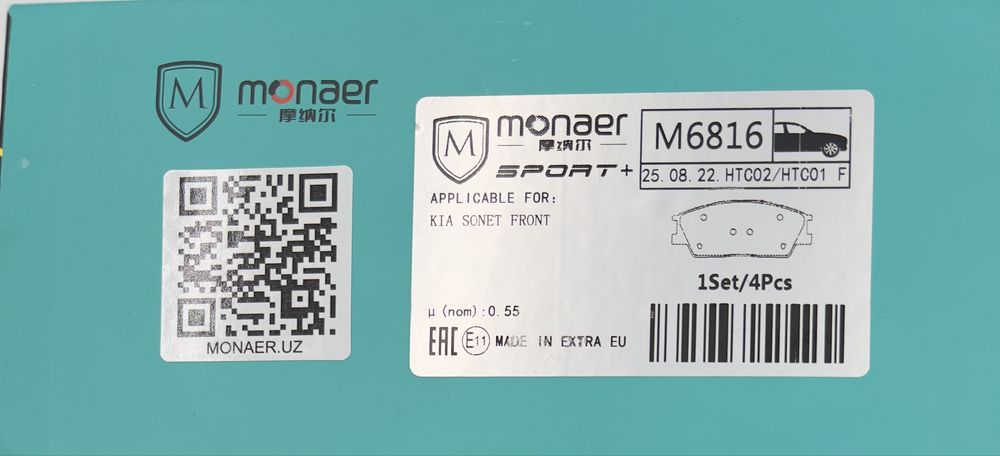 M monaer
摩纳尔
MONAER.UZ
M monaer
摩纳尔
SPORT+
M6816
25. 08. 22. HTC02/HTC01 F
APPLICABLE FOR:
KIA SONET FRONT
1Set/4Pcs
μ (nom) : 0. 55
EAC E11 MADE IN EXTRA EU